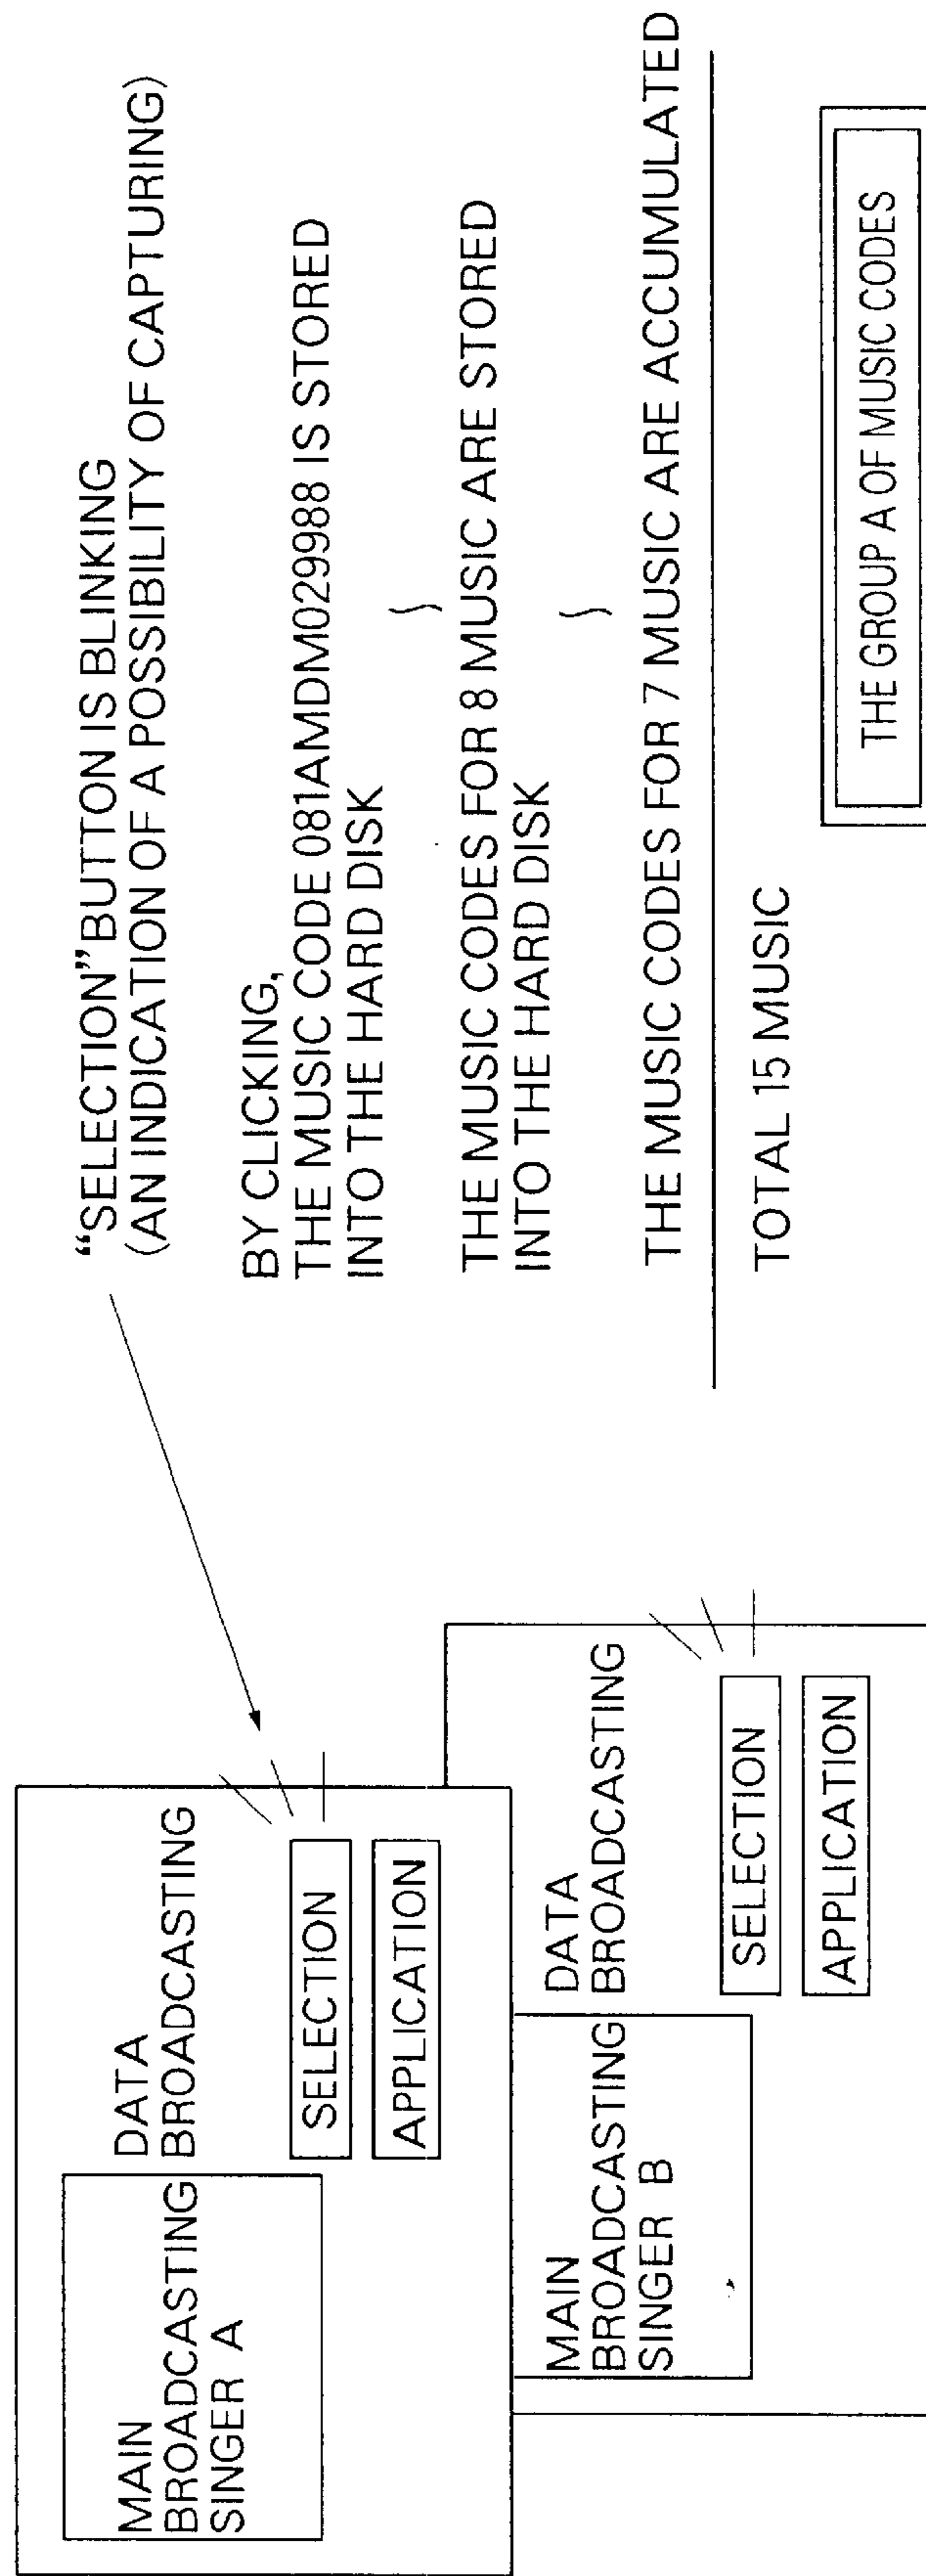 “SELECTION” BUTTON IS BLINKING
(AN INDICATION OF A POSSIBILITY OF CAPTURING)
BY CLICKING,
THE MUSIC CODE 081AMDM029988 IS STORED
INTO THE HARD DISK
THE MUSIC CODES FOR 8 MUSIC ARE STORED
INTO THE HARD DISK
THE MUSIC CODES FOR 7 MUSIC ARE ACCUMULATED
TOTAL 15 MUSIC
THE GROUP A OF MUSIC CODES
MAIN
BROADCASTING
SINGER A
DATA
BROADCASTING
SELECTION
APPLICATION
MAIN
BROADCASTING
SINGER B
DATA
BROADCASTING
SELECTION
APPLICATION